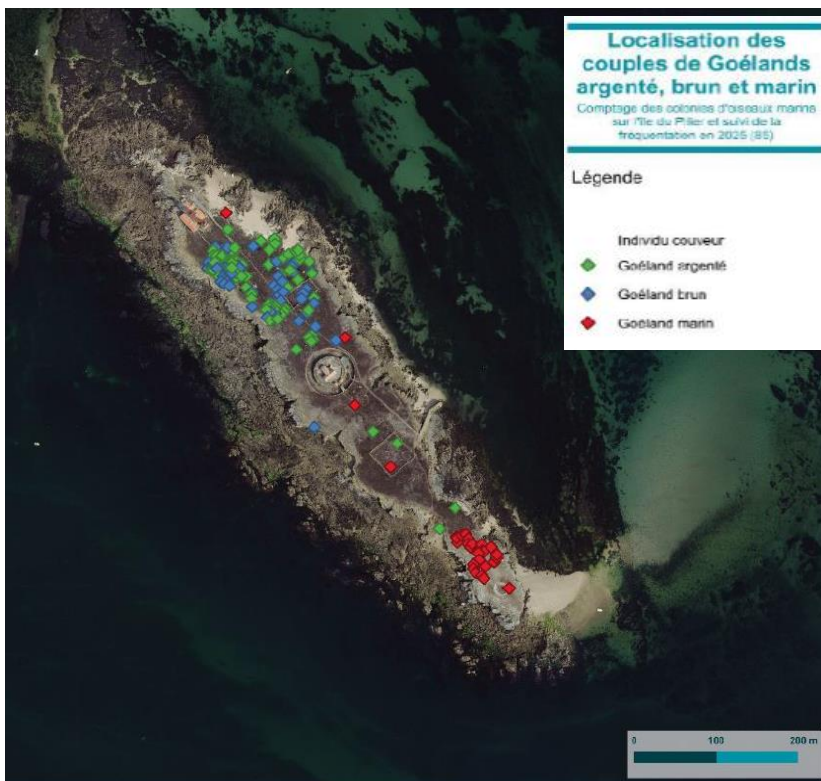 Localisation des
couples de Goélands
argenté, brun et marin
Comptage des colonies d'oiseaux marins
sur l'île du Pilier et suivi de la
fréquentation en 2025 (85)
Légende
Individu couveur
Goéland argenté
Goéland brun
Goéland marin
0 100 200 m